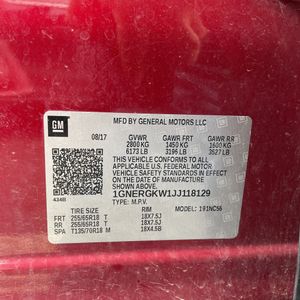 GM
MFD BY GENERAL MOTORS LLC
08/17 GVWR GAWR FRT GAWR RR
2800 KG 1450 KG 1600 KG
6173 LB 3196 LB 3527 LB
THIS VEHICLE CONFORMS TO ALL
APPLICABLE U.S. FEDERAL MOTOR
VEHICLE SAFETY STANDARDS IN
EFFECT ON THE DATE OF
MANUFACTURE SHOWN ABOVE.
1GNERGKW1JJ118129
434B TYPE: M.P.V. MODEL: 1NC56
TIRE SIZE RIM
FRT 255/65R18 T 18X7.5J
RR 255/65R18 T 18X7.5J
SPA T135/70R18 M 18X4.5B